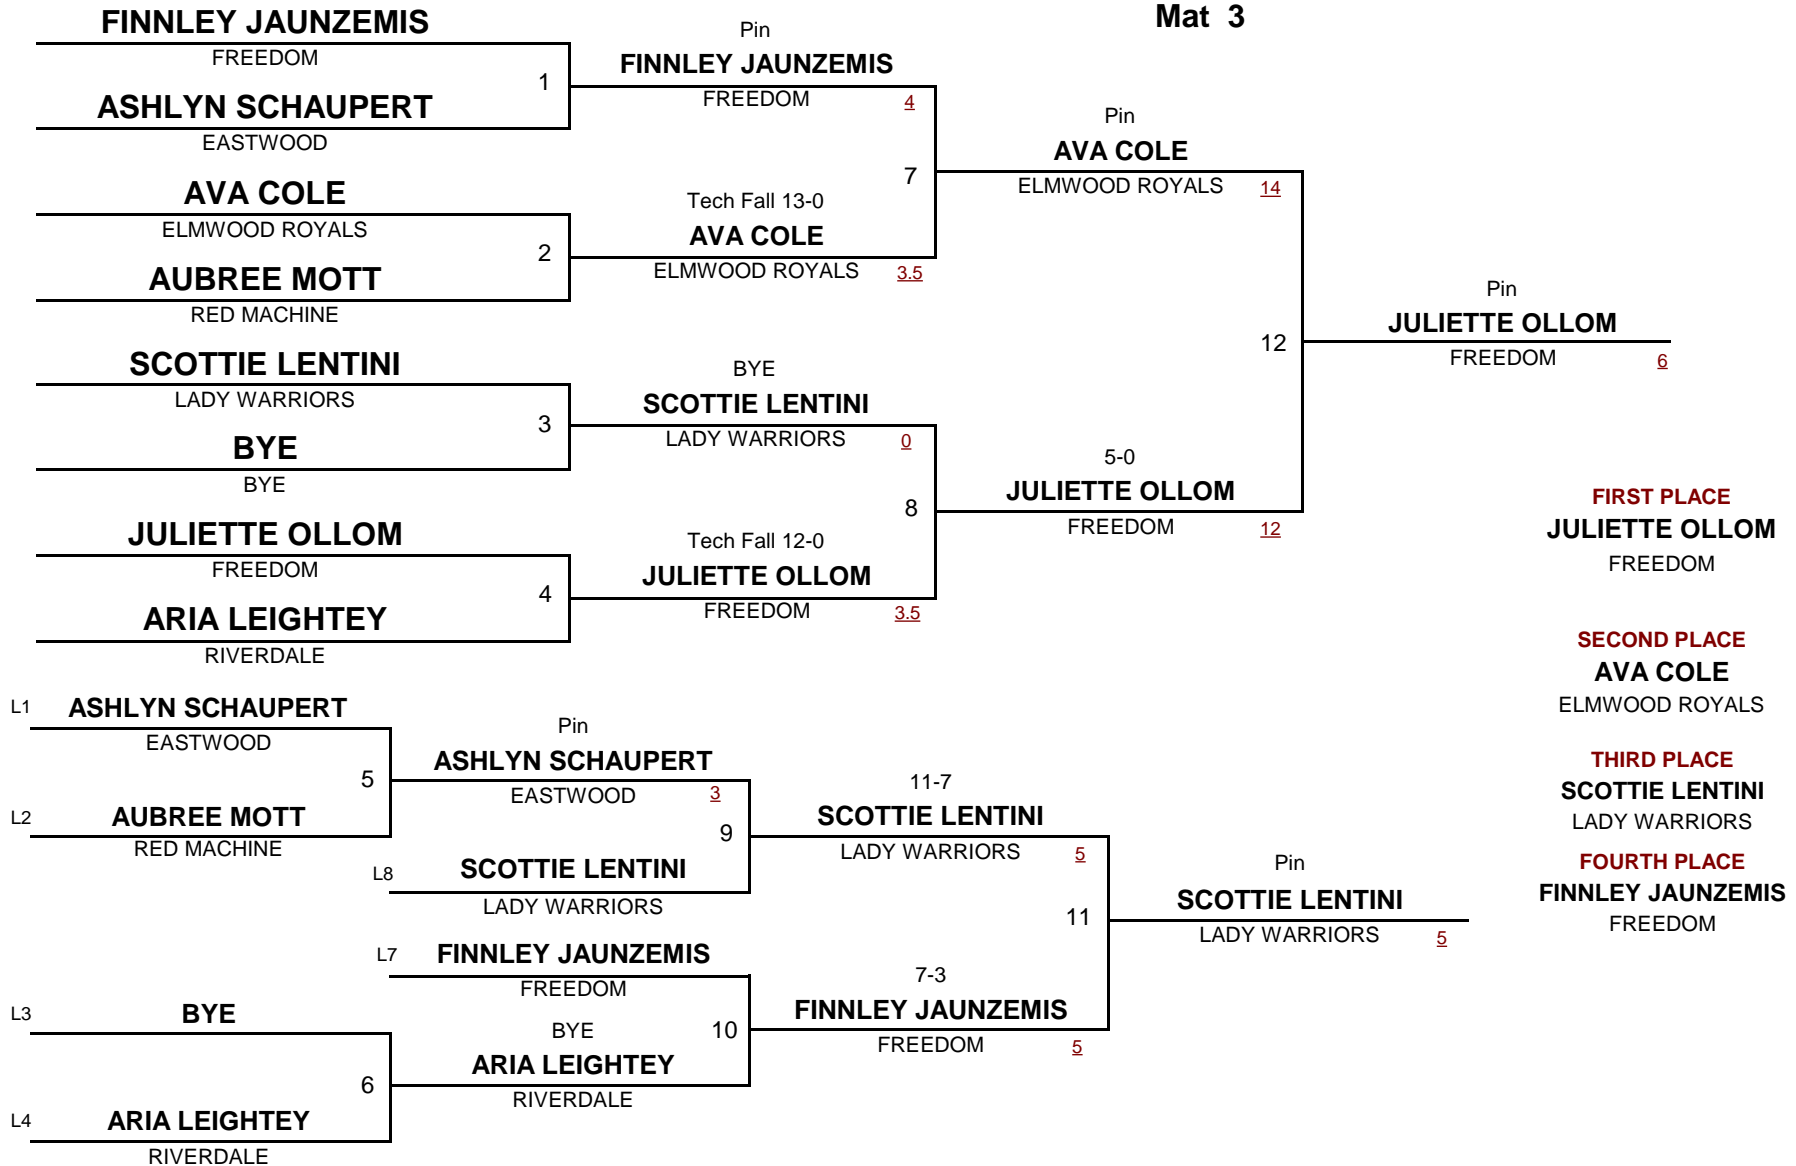 Mat 3
FINNLEY JAUNZEMIS
FREEDOM
1
ASHLYN SCHAUPERT
EASTWOOD
AVA COLE
ELMWOOD ROYALS
2
AUBREE MOTT
RED MACHINE
SCOTTIE LENTINI
LADY WARRIORS
3
BYE
BYE
JULIETTE OLLOM
FREEDOM
4
ARIA LEIGHTEY
RIVERDALE
Pin
FINNLEY JAUNZEMIS
FREEDOM 4
7
Tech Fall 13-0
AVA COLE
ELMWOOD ROYALS 3.5
BYE
SCOTTIE LENTINI
LADY WARRIORS 0
8
Tech Fall 12-0
JULIETTE OLLOM
FREEDOM 3.5
Pin
AVA COLE
ELMWOOD ROYALS 14
12
5-0
JULIETTE OLLOM
FREEDOM 12
Pin
JULIETTE OLLOM
FREEDOM 6
L1 ASHLYN SCHAUPERT
EASTWOOD
5
L2 AUBREE MOTT
RED MACHINE
L3 BYE
6
L4 ARIA LEIGHTEY
RIVERDALE
Pin
ASHLYN SCHAUPERT
EASTWOOD 3
9
L8 SCOTTIE LENTINI
LADY WARRIORS
L7 FINNLEY JAUNZEMIS
FREEDOM
10
BYE
ARIA LEIGHTEY
RIVERDALE
11-7
SCOTTIE LENTINI
LADY WARRIORS 5
11
7-3
FINNLEY JAUNZEMIS
FREEDOM 5
Pin
SCOTTIE LENTINI
LADY WARRIORS 5
FIRST PLACE
JULIETTE OLLOM
FREEDOM
SECOND PLACE
AVA COLE
ELMWOOD ROYALS
THIRD PLACE
SCOTTIE LENTINI
LADY WARRIORS
FOURTH PLACE
FINNLEY JAUNZEMIS
FREEDOM